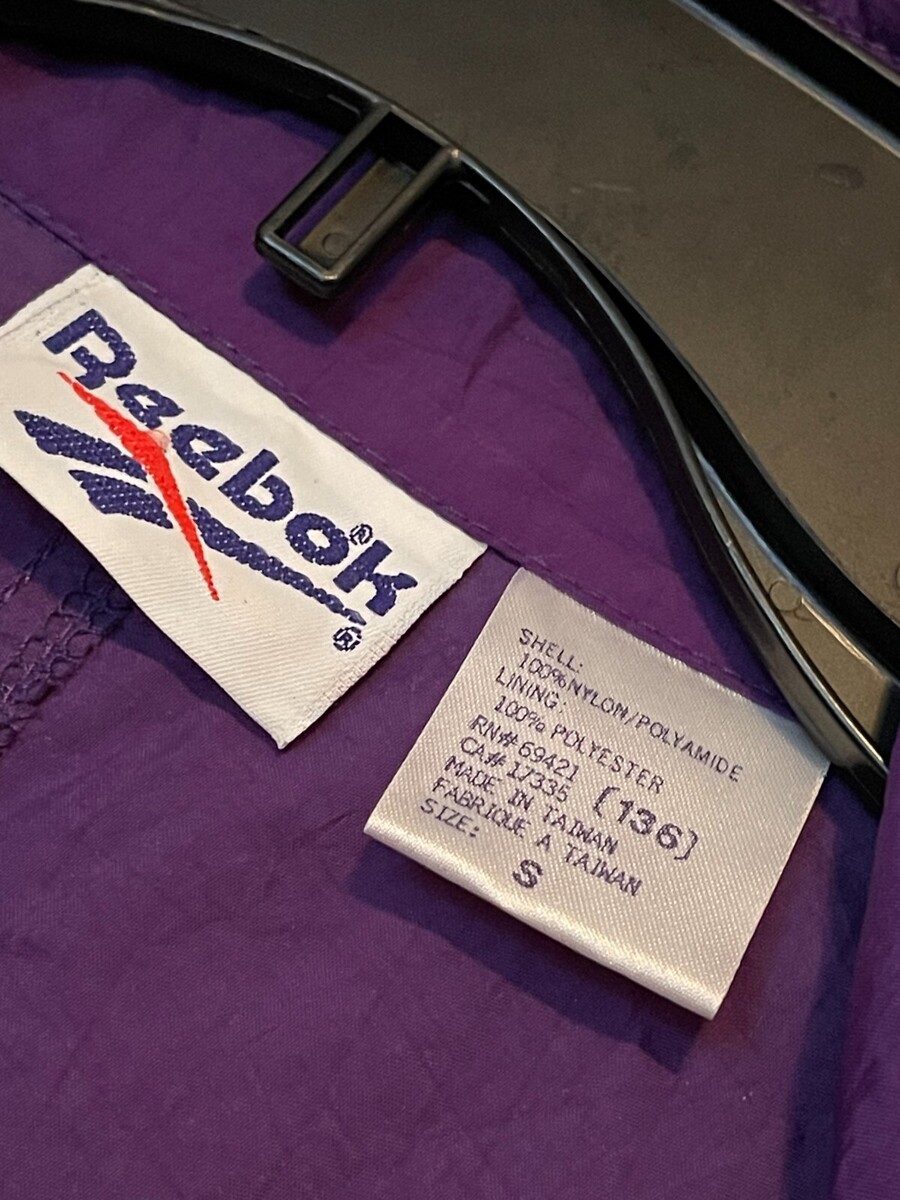 Reebok®
®
SHELL:
100% NYLON/POLYAMIDE
LINING:
100% POLYESTER
RN# 69421
CA# 17335 [136]
MADE IN TAIWAN
FABRIQUE A TAIWAN
SIZE:
S